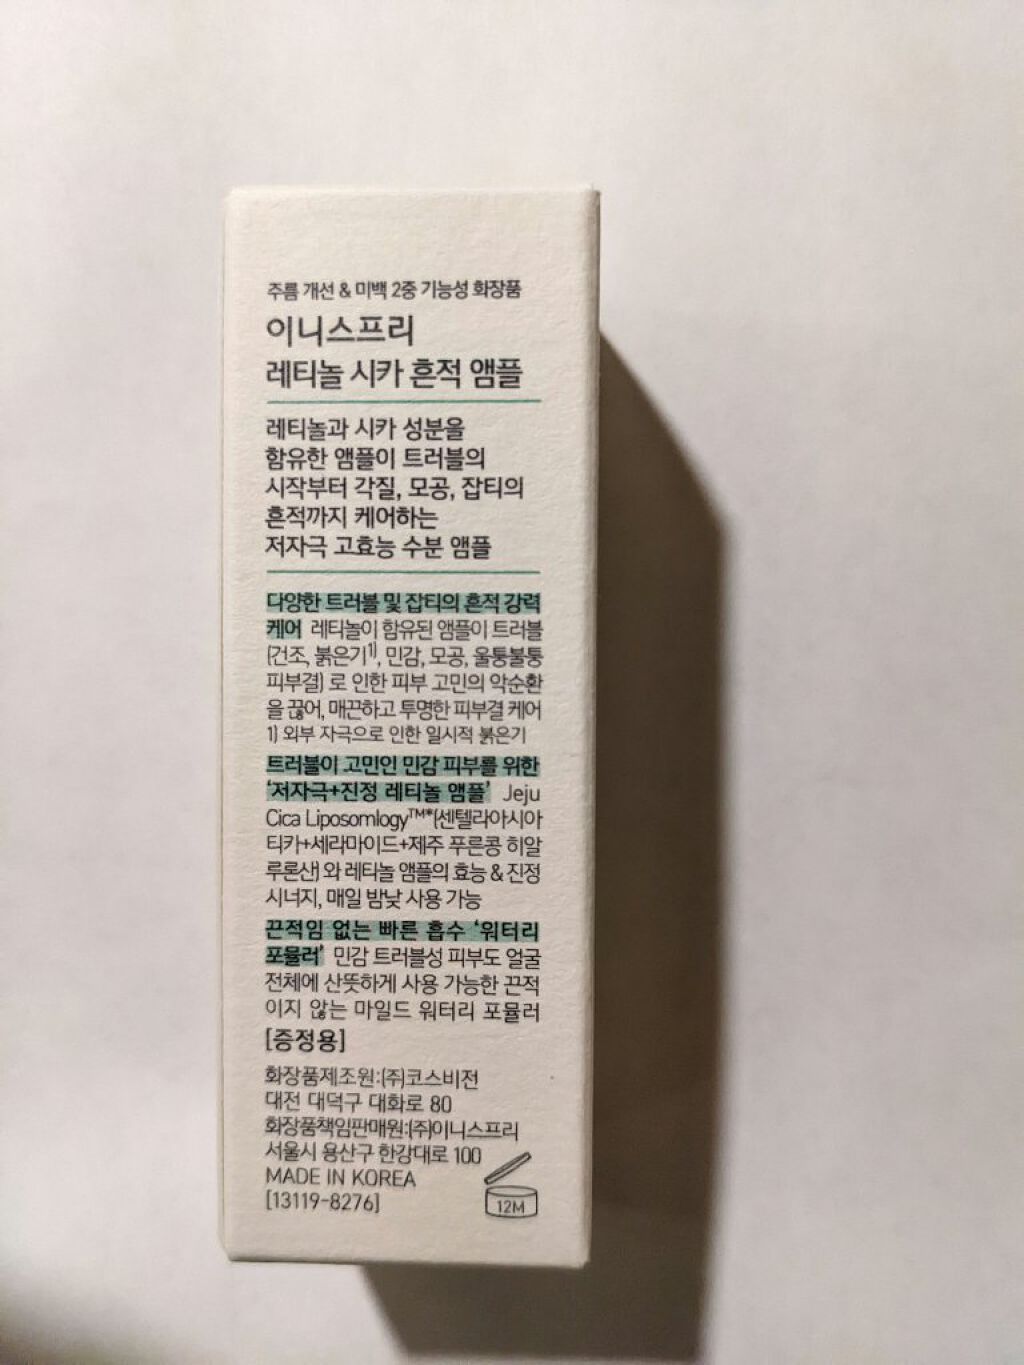 주름 개선 & 미백 2중 기능성 화장품
이니스프리
레티놀 시카 흔적 앰플
레티놀과 시카 성분을
함유한 앰플이 트러블의
시작부터 각질, 모공, 잡티의
흔적까지 케어하는
저자극 고효능 수분 앰플
다양한 트러블 및 잡티의 흔적 강력
케어 레티놀이 함유된 앰플이 트러블
(건조, 붉은기1), 민감, 모공, 울퉁불퉁
피부결) 로 인한 피부 고민의 악순환
을 끊어, 매끈하고 투명한 피부결 케어
1) 외부 자극으로 인한 일시적 붉은기
트러블이 고민인 민감 피부를 위한
‘저자극+진정 레티놀 앰플’ Jeju
Cica Liposomlogy™*(센텔라아시아
티카+세라마이드+제주 푸른콩 히알
루론산) 와 레티놀 앰플의 효능 & 진정
시너지, 매일 밤낮 사용 가능
끈적임 없는 빠른 흡수 ‘워터리
포뮬러’ 민감 트러블성 피부도 얼굴
전체에 산뜻하게 사용 가능한 끈적
이지 않는 마일드 워터리 포뮬러
[증정용]
화장품제조원:(주)코스비전
대전 대덕구 대화로 80
화장품책임판매원:(주)이니스프리
서울시 용산구 한강대로 100
MADE IN KOREA
[13119-8276]
12M